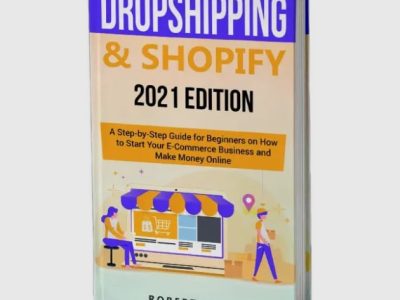 DROPSHIPPING
& SHOPIFY
2021 EDITION
A Step-by-Step Guide for Beginners on How
to Start Your E-Commerce Business and
Make Money Online